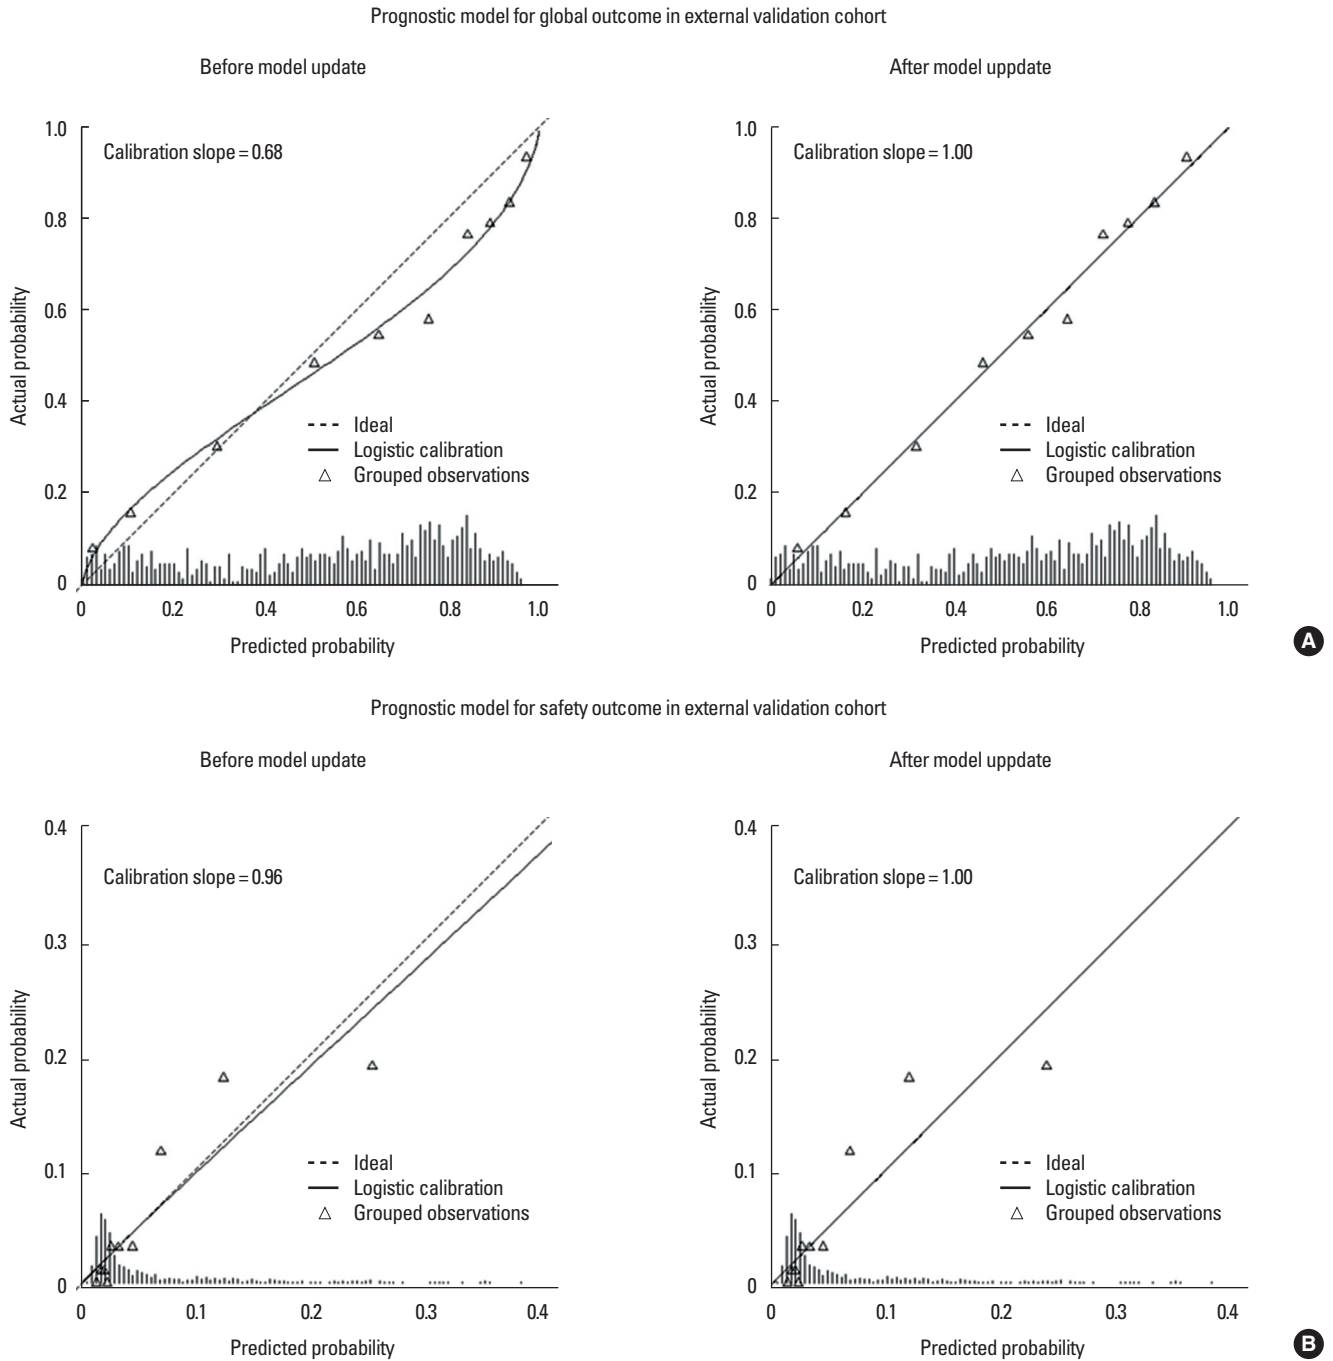 Prognostic model for global outcome in external validation cohort
Before model update
After model uppdate
Calibration slope = 0.68
Calibration slope = 1.00
1.0
0.8
0.6
0.4
0.2
0
Actual probability
Ideal
Logistic calibration
Grouped observations
0 0.2 0.4 0.6 0.8 1.0
Predicted probability
1.0
0.8
0.6
0.4
0.2
0
Actual probability
Ideal
Logistic calibration
Grouped observations
0 0.2 0.4 0.6 0.8 1.0
Predicted probability
A
Prognostic model for safety outcome in external validation cohort
Before model update
After model uppdate
Calibration slope = 0.96
Calibration slope = 1.00
0.4
0.3
0.2
0.1
0
Actual probability
Ideal
Logistic calibration
Grouped observations
0 0.1 0.2 0.3 0.4
Predicted probability
0.4
0.3
0.2
0.1
0
Actual probability
Ideal
Logistic calibration
Grouped observations
0 0.1 0.2 0.3 0.4
Predicted probability
B